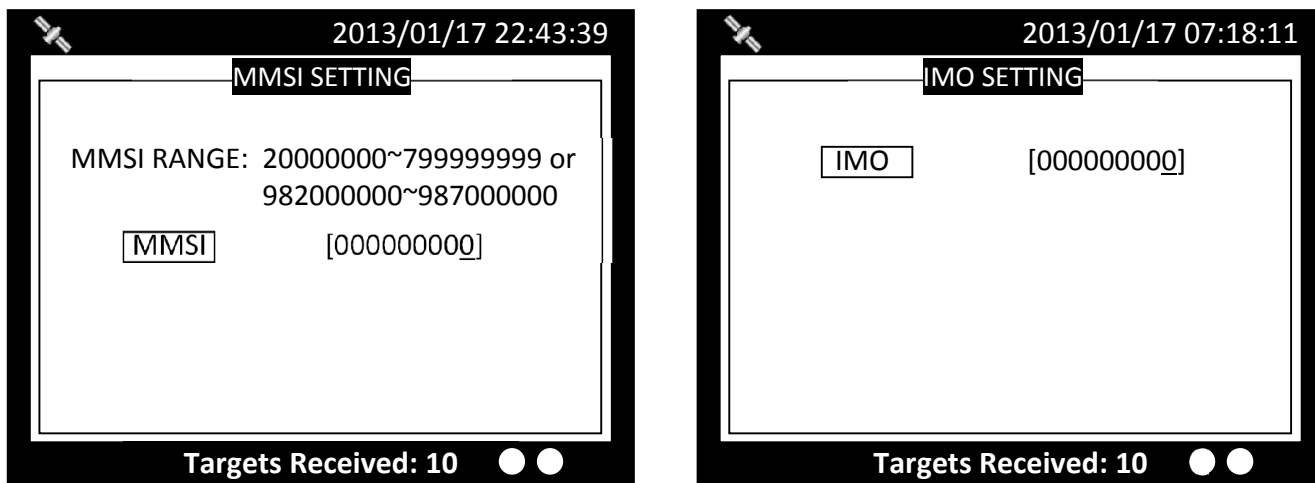 2013/01/17 22:43:39
MMSI SETTING
MMSI RANGE: 20000000~799999999 or
982000000~987000000
MMSI [000000000]
Targets Received: 10
2013/01/17 07:18:11
IMO SETTING
IMO [000000000]
Targets Received: 10